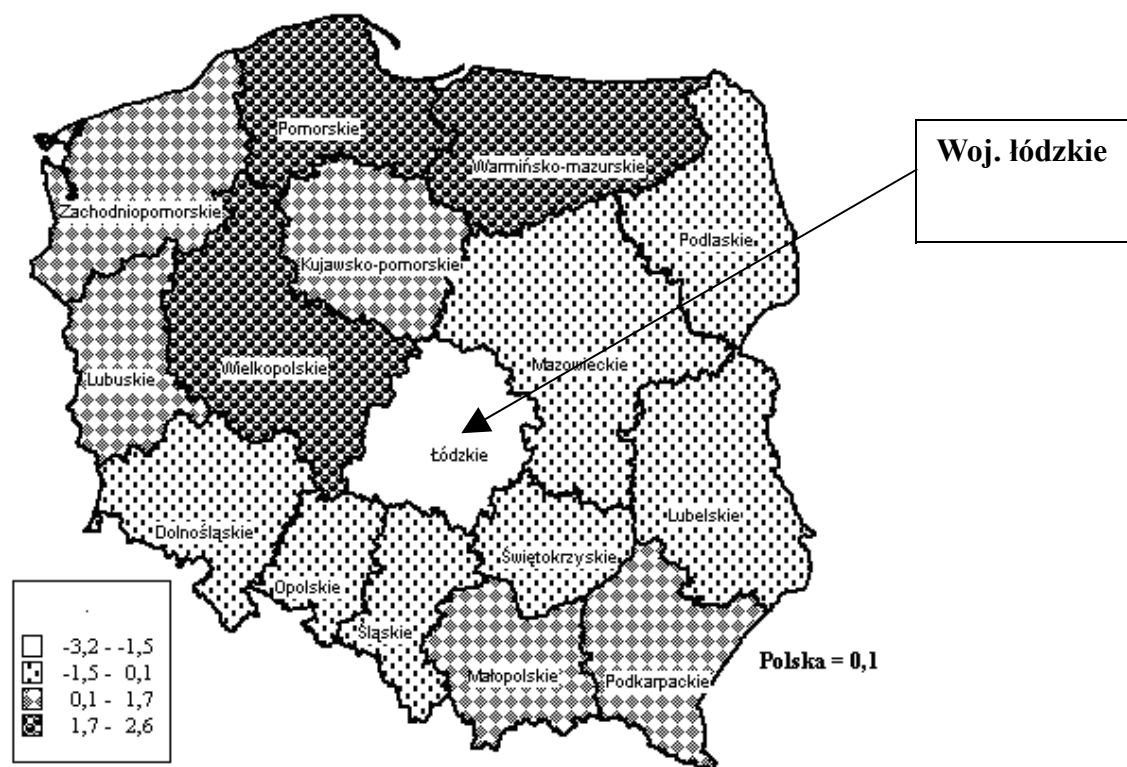 Pomorskie
Warmińsko-mazurskie
Woj. łódzkie
Zachodniopomorskie
Podlaskie
Kujawsko-pomorskie
Mazowieckie
Wielkopolskie
Lubuskie
Łódzkie
Lubelskie
Dolnośląskie
Świętokrzyskie
Opolskie
Śląskie
Małopolskie
Podkarpackie
Polska = 0,1
-3,2 - -1,5
-1,5 - 0,1
0,1 - 1,7
1,7 - 2,6